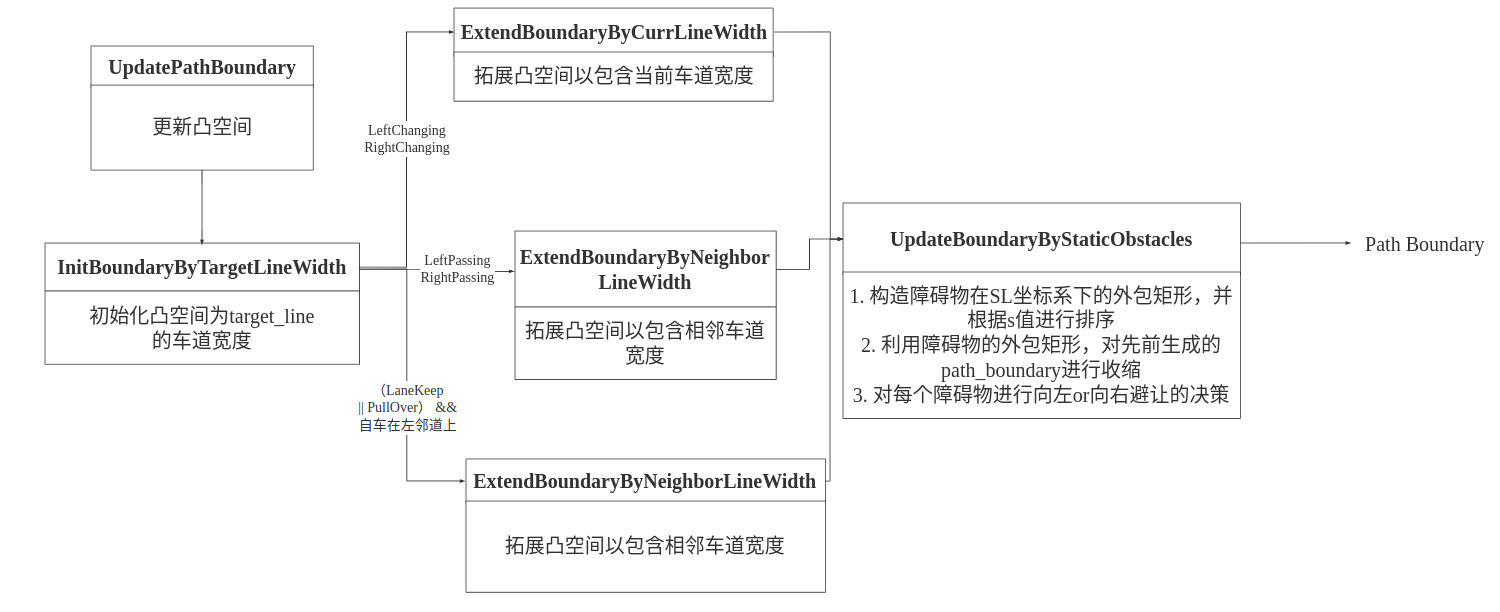 UpdatePathBoundary
更新凸空间
InitBoundaryByTargetLineWidth
初始化凸空间为target_line
的车道宽度
LeftChanging
RightChanging
ExtendBoundaryByCurrLineWidth
拓展凸空间以包含当前车道宽度
LeftPassing
RightPassing
ExtendBoundaryByNeighbor
LineWidth
拓展凸空间以包含相邻车道
宽度
（LaneKeep
|| PullOver） &&
自车在左邻道上
ExtendBoundaryByNeighborLineWidth
拓展凸空间以包含相邻车道宽度
UpdateBoundaryByStaticObstacles
1. 构造障碍物在SL坐标系下的外包矩形，并
根据s值进行排序
2. 利用障碍物的外包矩形，对先前生成的
path_boundary进行收缩
3. 对每个障碍物进行向左or向右避让的决策
Path Boundary